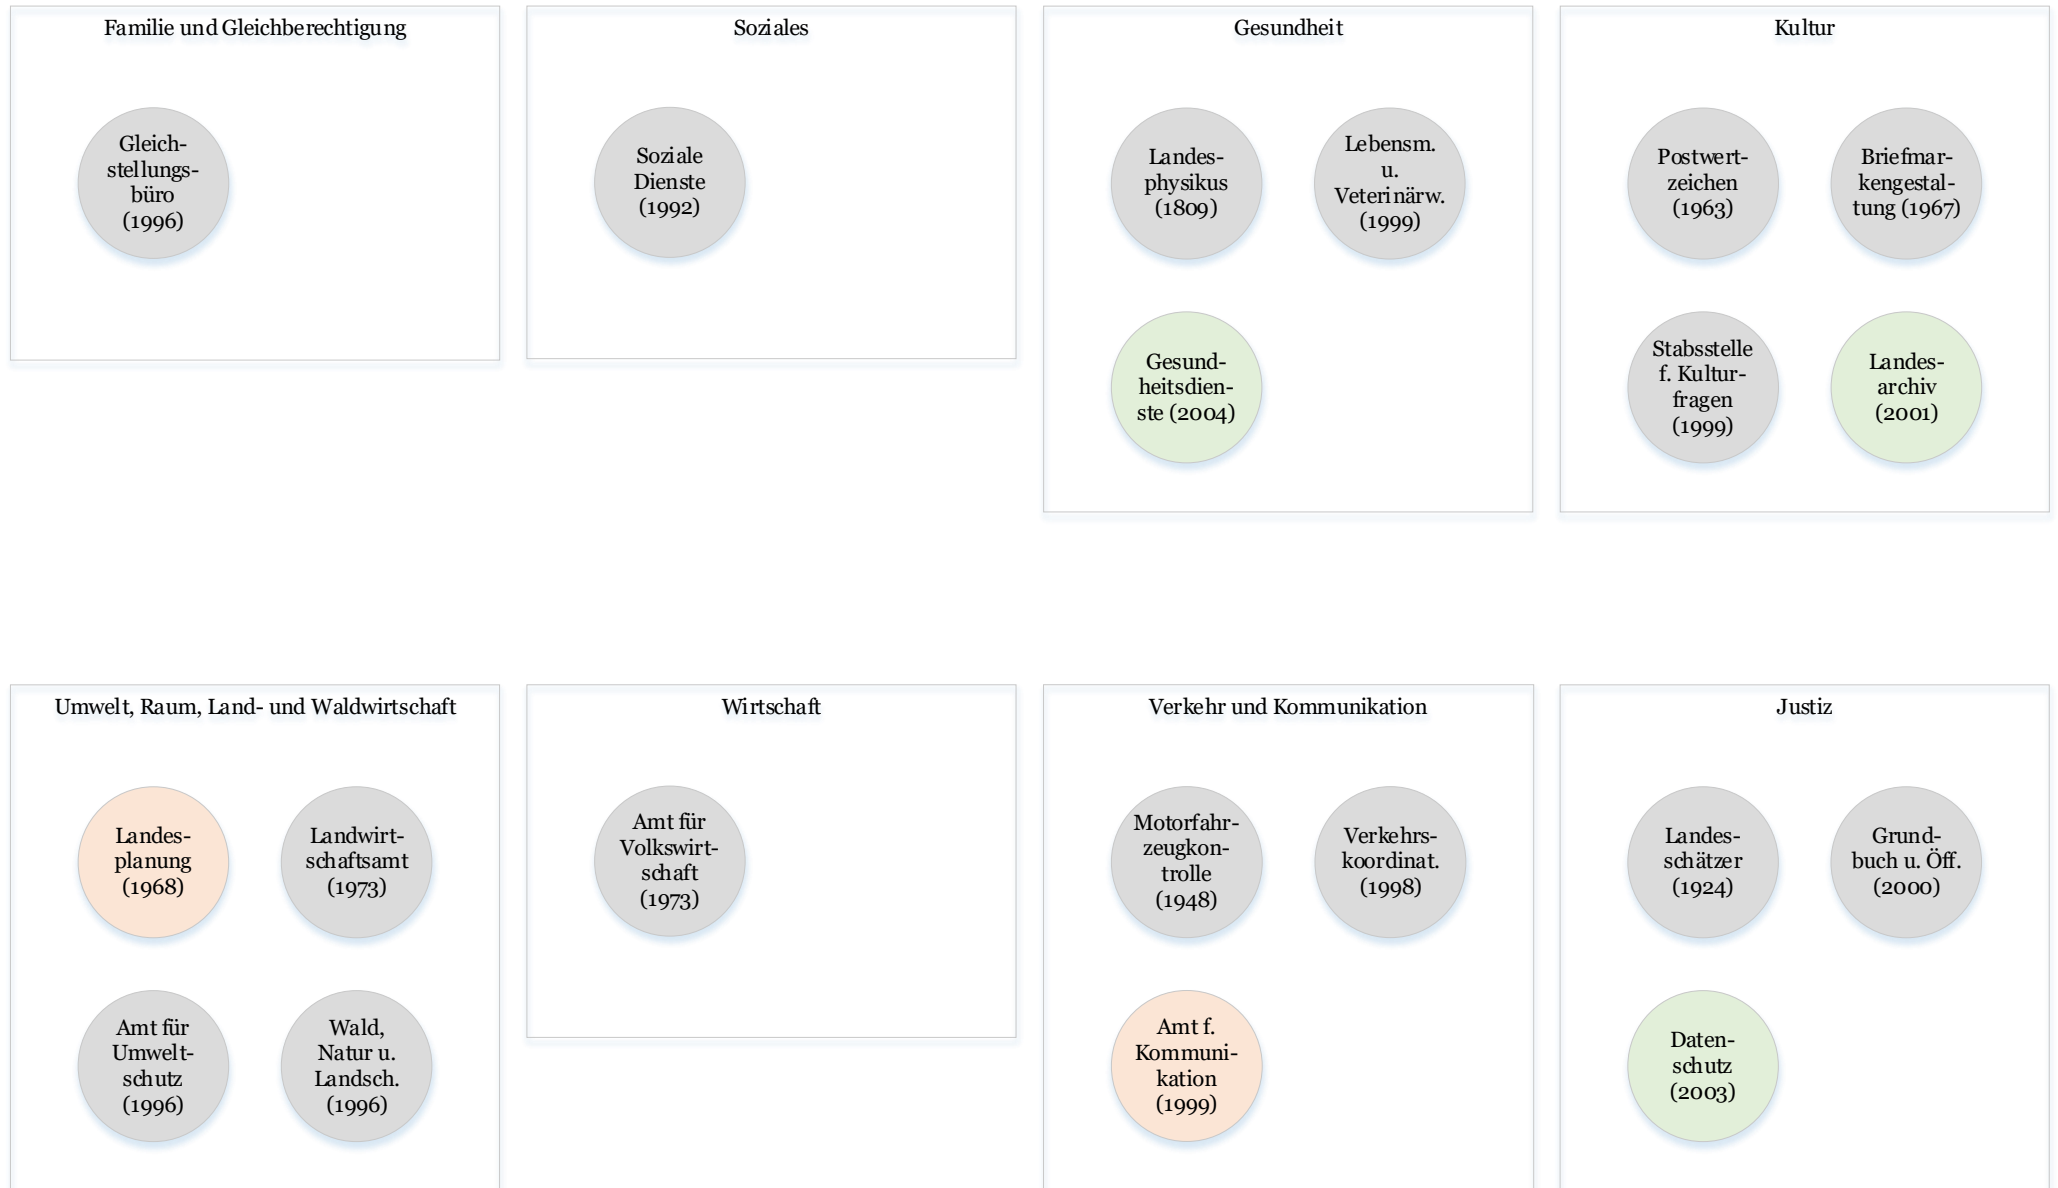 Familie und Gleichberechtigung
Gleich-
stellungs-
büro
(1996)
Soziales
Soziale
Dienste
(1992)
Gesundheit
Landes-
physikus
(1809)
Lebensm.
u.
Veterinärw.
(1999)
Gesund-
heitsdien-
ste (2004)
Kultur
Postwert-
zeichen
(1963)
Briefmar-
kengestal-
tung (1967)
Stabsstelle
f. Kultur-
fragen
(1999)
Landes-
archiv
(2001)
Umwelt, Raum, Land- und Waldwirtschaft
Landes-
planung
(1968)
Landwirt-
schaftsamt
(1973)
Amt für
Umwelt-
schutz
(1996)
Wald,
Natur u.
Landsch.
(1996)
Wirtschaft
Amt für
Volkswirt-
schaft
(1973)
Verkehr und Kommunikation
Motorfahr-
zeugkon-
trolle
(1948)
Verkehrs-
koordinat.
(1998)
Amt f.
Kommuni-
kation
(1999)
Justiz
Landes-
schätzer
(1924)
Grund-
buch u. Öff.
(2000)
Daten-
schutz
(2003)